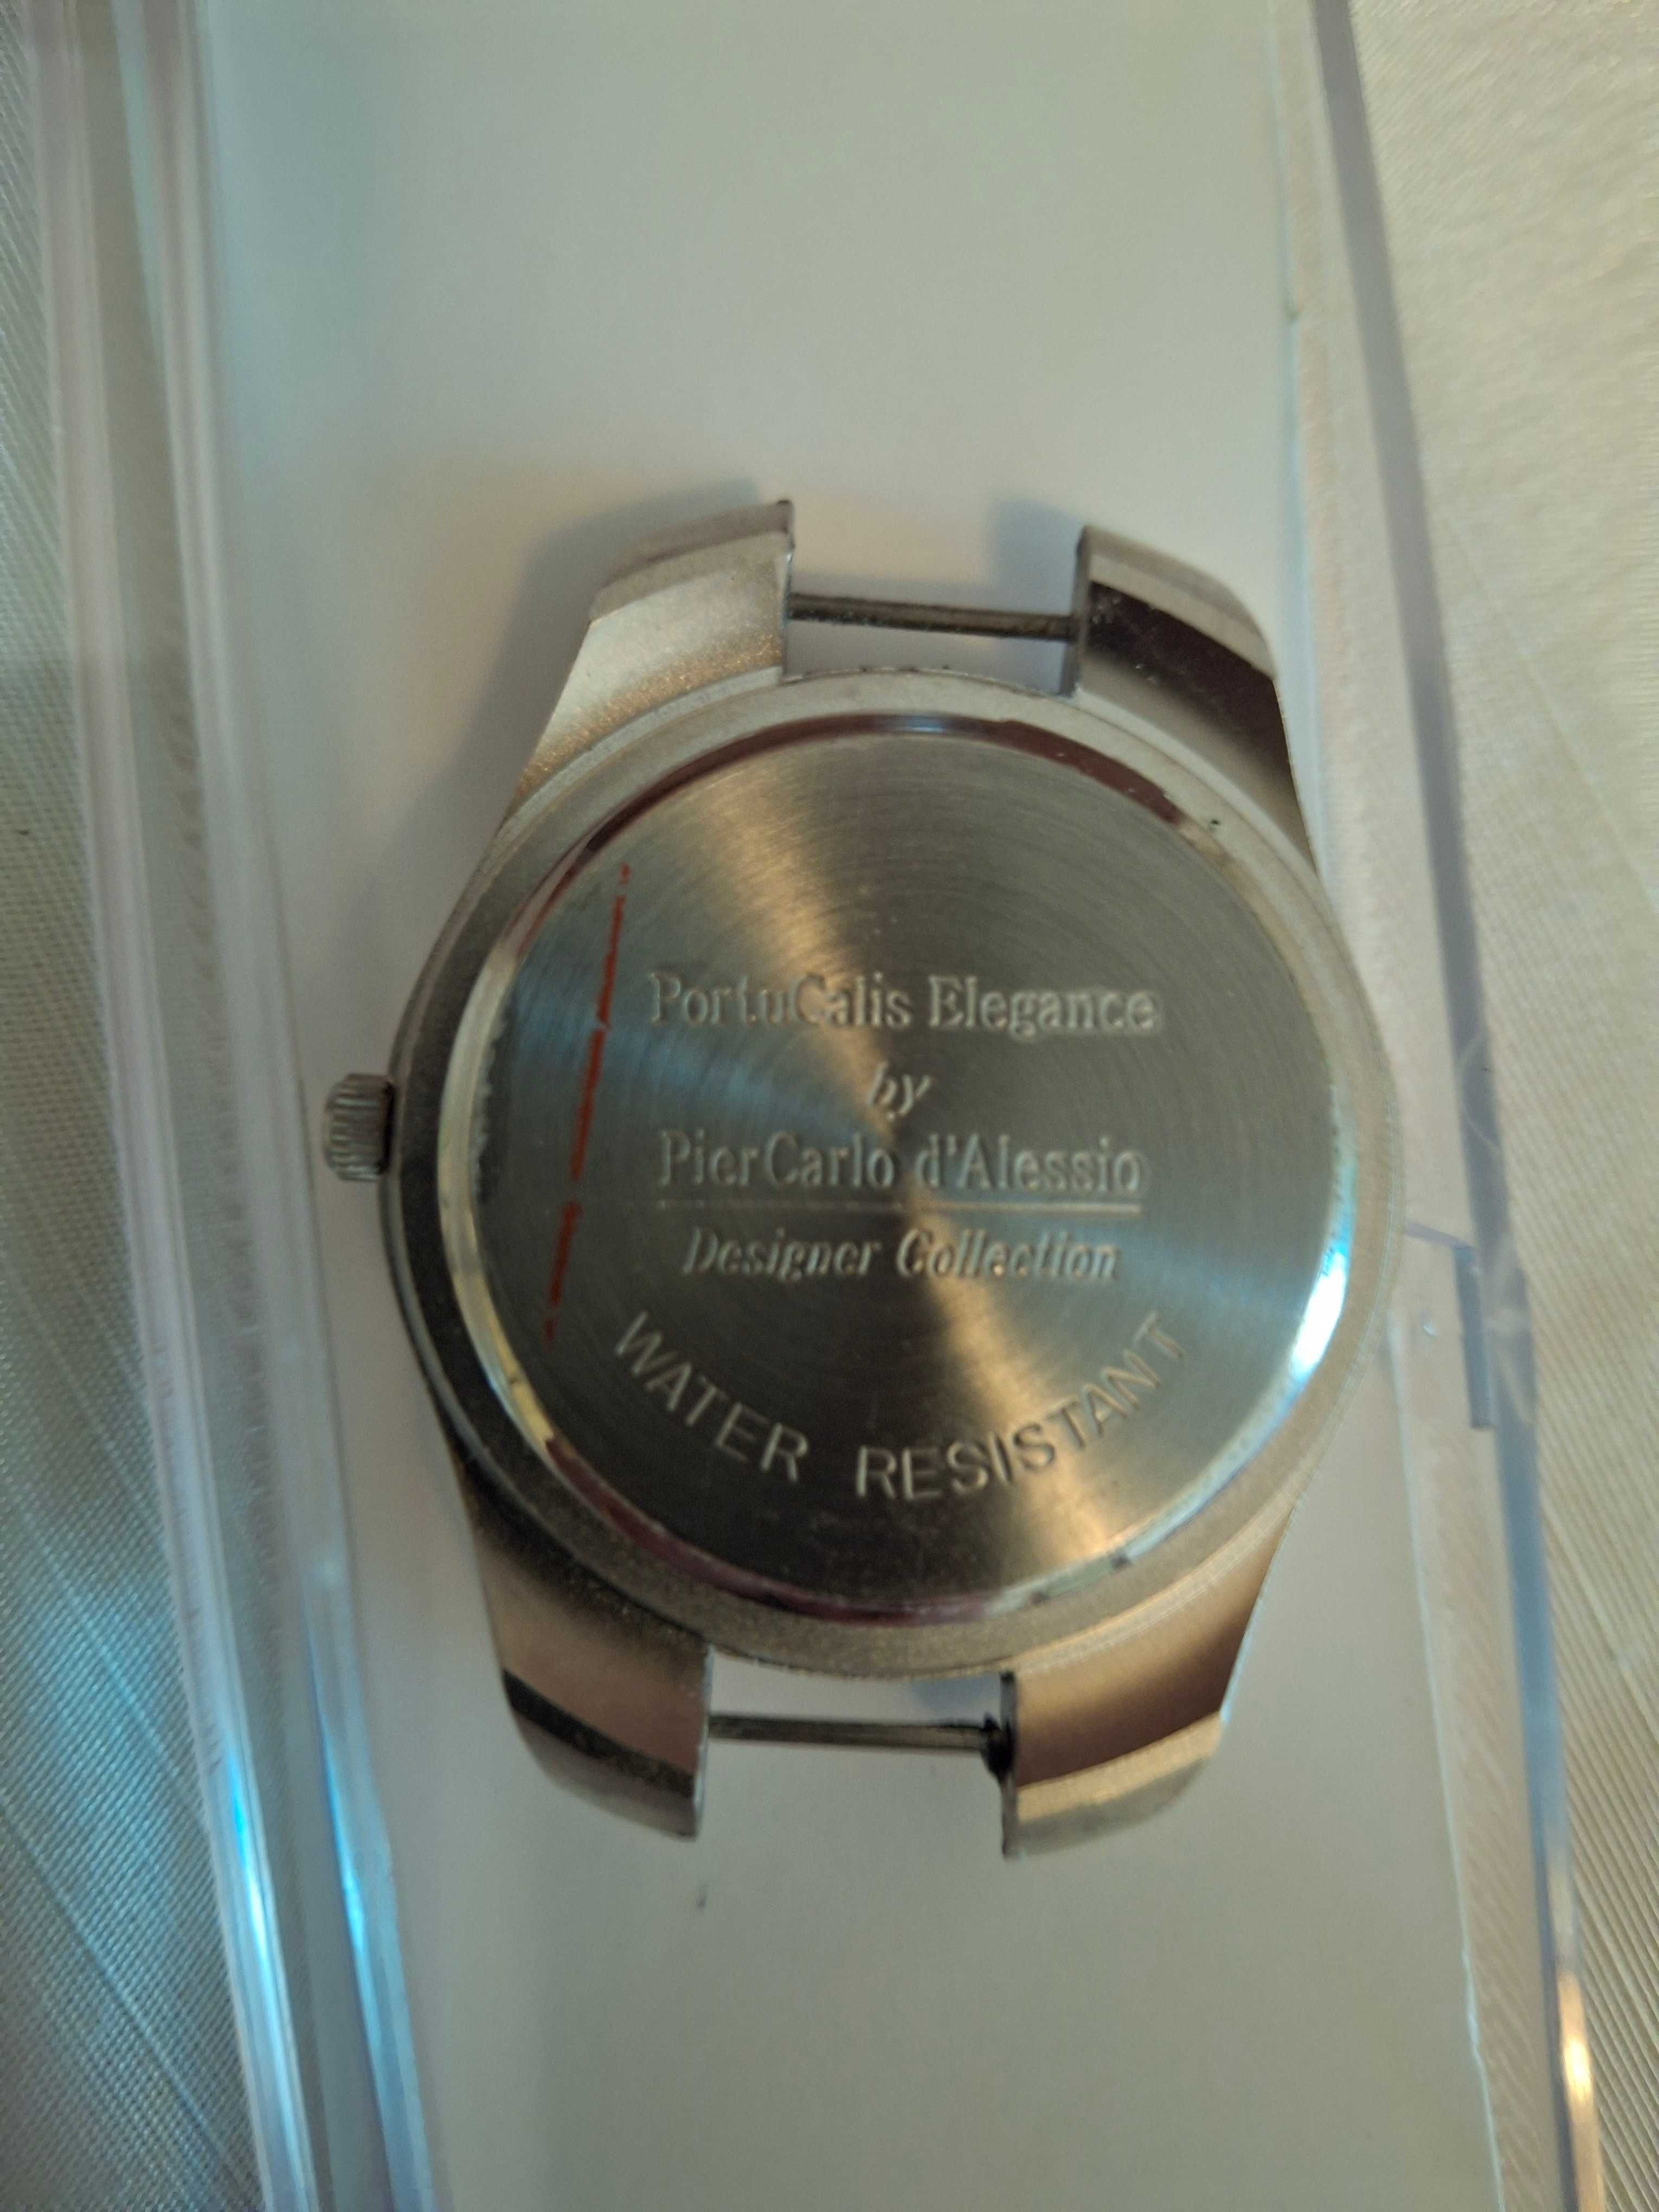 PortuCalis Elegance
by
PierCarlo d'Alessio
Designer Collection
WATER RESISTANT